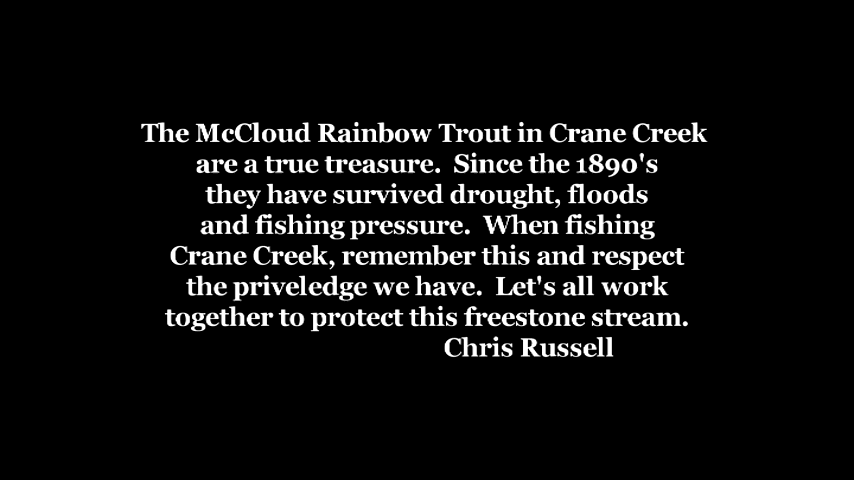 The McCloud Rainbow Trout in Crane Creek
are a true treasure.  Since the 1890's
they have survived drought, floods
and fishing pressure.  When fishing
Crane Creek, remember this and respect
the priveledge we have.  Let's all work
together to protect this freestone stream.
Chris Russell